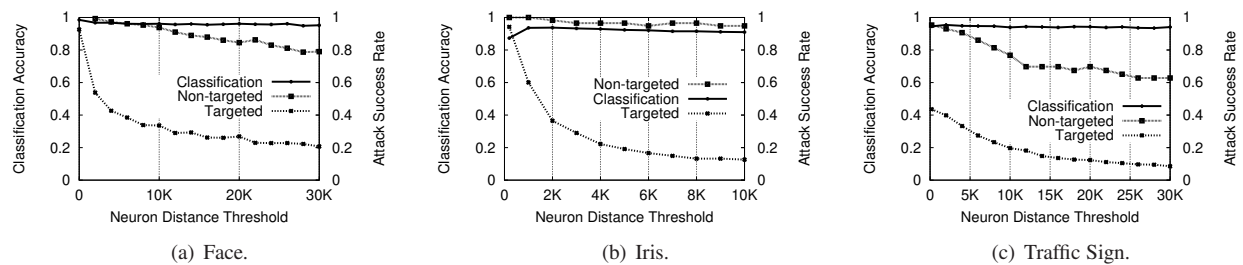 Classification Accuracy
1
0.8
0.6
0.4
0.2
0
0
10K
20K
30K
Neuron Distance Threshold
1
0.8
0.6
0.4
0.2
0
Attack Success Rate
Classification
Non-targeted
Targeted
(a) Face.
Classification Accuracy
1
0.8
0.6
0.4
0.2
0
0
2K
4K
6K
8K
10K
Neuron Distance Threshold
1
0.8
0.6
0.4
0.2
0
Attack Success Rate
Non-targeted
Classification
Targeted
(b) Iris.
Classification Accuracy
1
0.8
0.6
0.4
0.2
0
0
5K
10K
15K
20K
25K
30K
Neuron Distance Threshold
1
0.8
0.6
0.4
0.2
0
Attack Success Rate
Classification
Non-targeted
Targeted
(c) Traffic Sign.